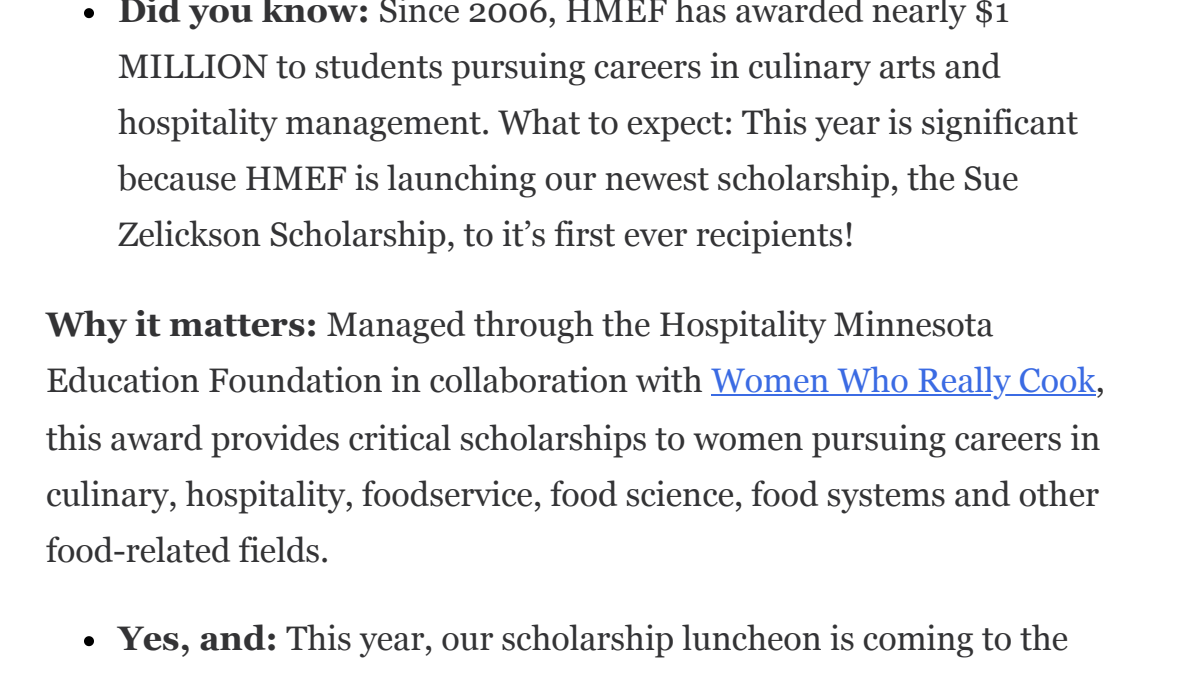 Did you know: Since 2006, HMEF has awarded nearly $1
MILLION to students pursuing careers in culinary arts and
hospitality management. What to expect: This year is significant
because HMEF is launching our newest scholarship, the Sue
Zelickson Scholarship, to it’s first ever recipients!
Why it matters: Managed through the Hospitality Minnesota
Education Foundation in collaboration with Women Who Really Cook,
this award provides critical scholarships to women pursuing careers in
culinary, hospitality, foodservice, food science, food systems and other
food-related fields.
Yes, and: This year, our scholarship luncheon is coming to the